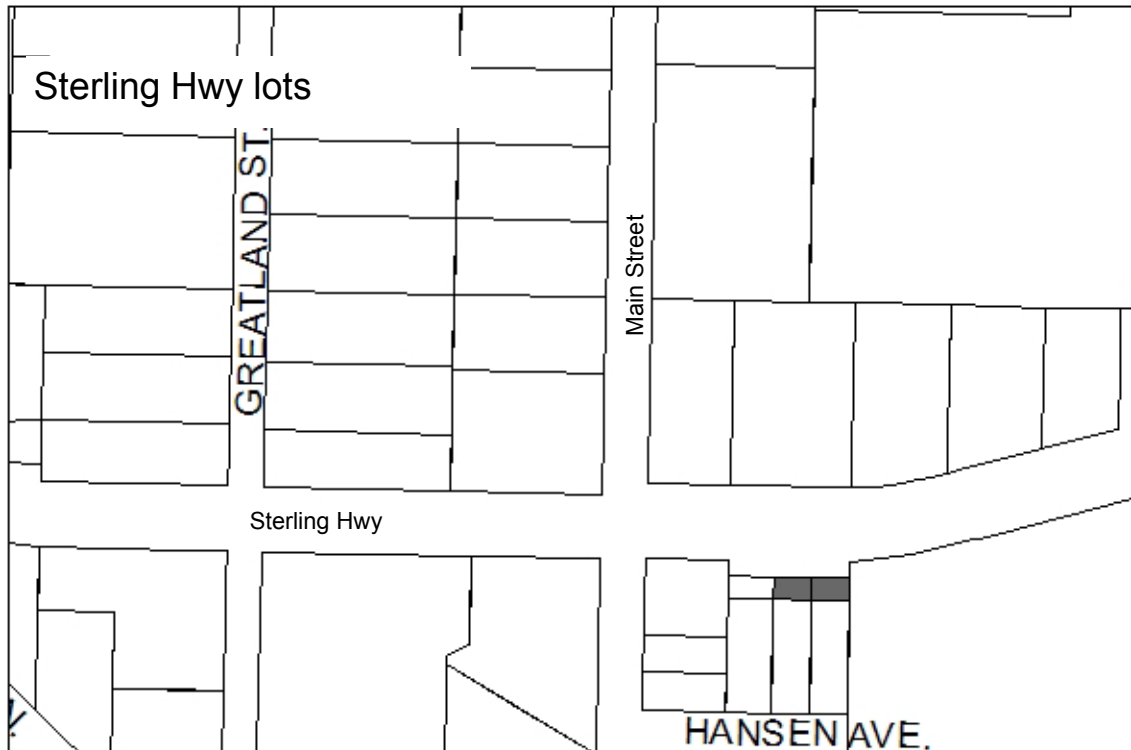 Sterling Hwy lots
GREATLAND ST.
Main Street
Sterling Hwy
HANSEN AVE.